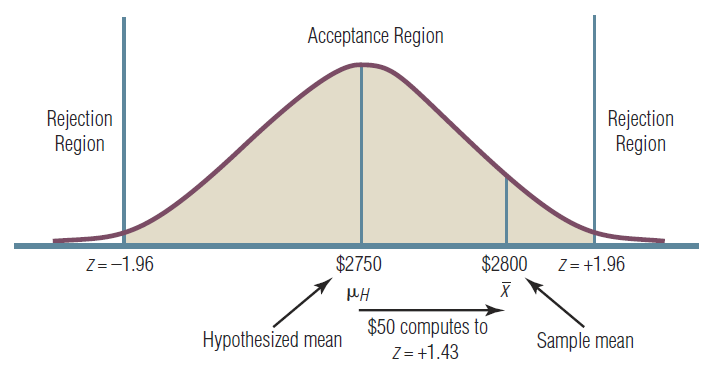 Acceptance Region
Rejection
Region
Rejection
Region
Z = –1.96
$2750
$2800
Z = +1.96
μH
X̄
Hypothesized mean
$50 computes to
Z = +1.43
Sample mean